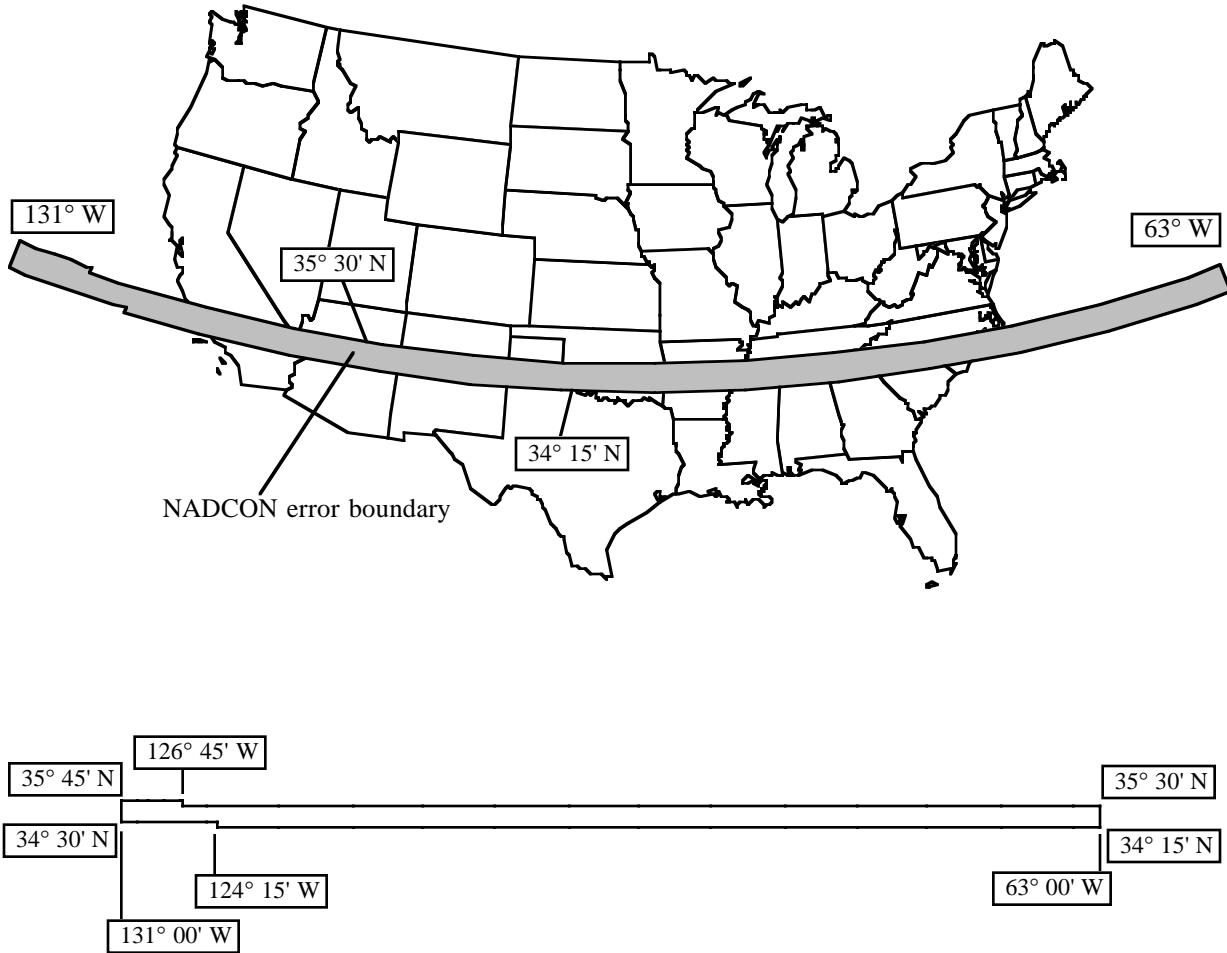 131° W
63° W
35° 30' N
34° 15' N
NADCON error boundary
126° 45' W
35° 45' N
35° 30' N
34° 30' N
34° 15' N
124° 15' W
63° 00' W
131° 00' W